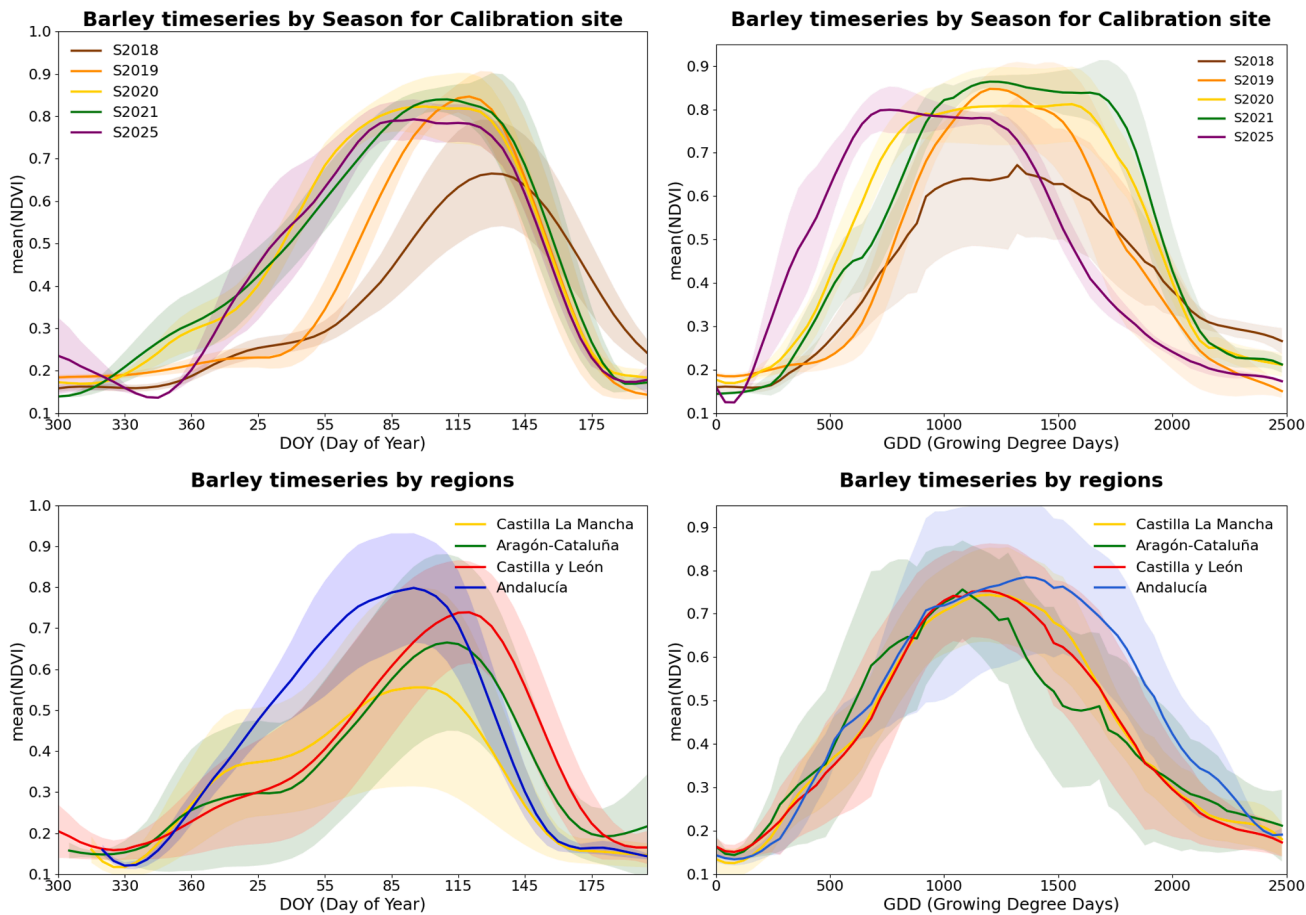 Barley timeseries by Season for Calibration site
1.0
0.9
0.8
0.7
0.6
0.5
0.4
0.3
0.2
0.1
mean(NDVI)
S2018
S2019
S2020
S2021
S2025
300 330 360 25 55 85 115 145 175
DOY (Day of Year)
Barley timeseries by Season for Calibration site
0.9
0.8
0.7
0.6
0.5
0.4
0.3
0.2
0.1
mean(NDVI)
S2018
S2019
S2020
S2021
S2025
0 500 1000 1500 2000 2500
GDD (Growing Degree Days)
Barley timeseries by regions
1.0
0.9
0.8
0.7
0.6
0.5
0.4
0.3
0.2
0.1
mean(NDVI)
Castilla La Mancha
Aragón-Cataluña
Castilla y León
Andalucía
300 330 360 25 55 85 115 145 175
DOY (Day of Year)
Barley timeseries by regions
0.9
0.8
0.7
0.6
0.5
0.4
0.3
0.2
0.1
mean(NDVI)
Castilla La Mancha
Aragón-Cataluña
Castilla y León
Andalucía
0 500 1000 1500 2000 2500
GDD (Growing Degree Days)